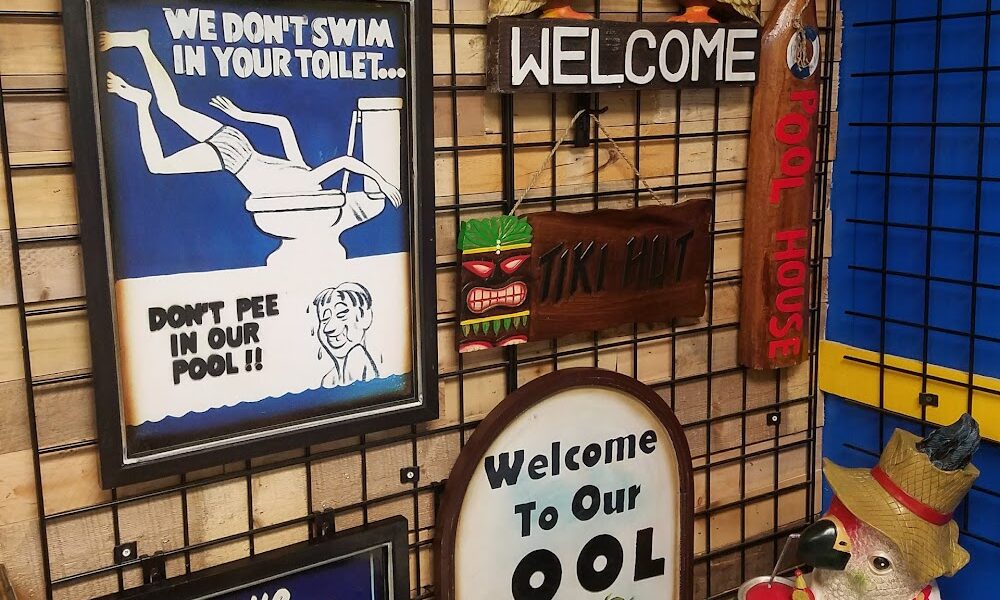 WE DON'T SWIM
IN YOUR TOILET...
DON'T PEE
IN OUR
POOL!!
WELCOME
TIKI HUT
POOL HOUSE
Welcome
To Our
OOL